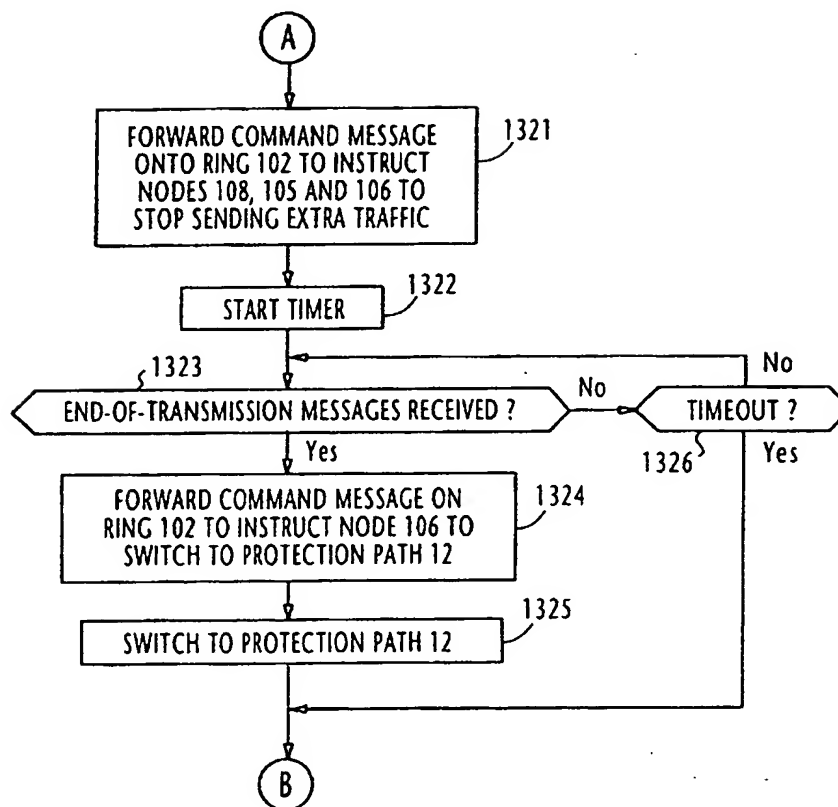 A
FORWARD COMMAND MESSAGE
ONTO RING 102 TO INSTRUCT
NODES 108, 105 AND 106 TO
STOP SENDING EXTRA TRAFFIC
1321
START TIMER
1322
1323
END-OF-TRANSMISSION MESSAGES RECEIVED ?
No
TIMEOUT ?
No
1326
Yes
Yes
FORWARD COMMAND MESSAGE ON
RING 102 TO INSTRUCT NODE 106 TO
SWITCH TO PROTECTION PATH 12
1324
SWITCH TO PROTECTION PATH 12
1325
B